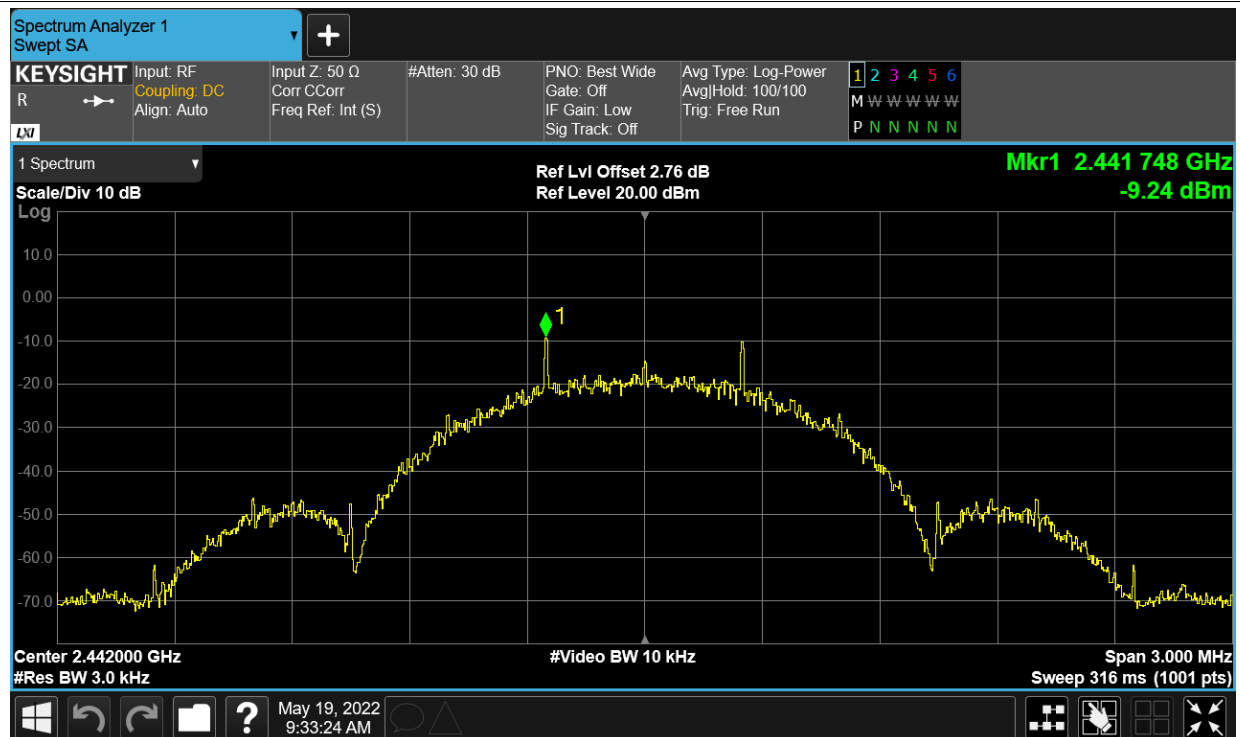 Spectrum Analyzer 1
Swept SA
KEYSIGHT
R
LXI
Input: RF
Coupling: DC
Align: Auto
Input Z: 50 Ω
Corr CCorr
Freq Ref: Int (S)
#Atten: 30 dB
PNO: Best Wide
Gate: Off
IF Gain: Low
Sig Track: Off
Avg Type: Log-Power
Avg|Hold: 100/100
Trig: Free Run
1 2 3 4 5 6
M W W W W W
P N N N N N
1 Spectrum
Scale/Div 10 dB
Ref Lvl Offset 2.76 dB
Ref Level 20.00 dBm
Mkr1 2.441 748 GHz
-9.24 dBm
Log
10.0
0.00
-10.0
-20.0
-30.0
-40.0
-50.0
-60.0
-70.0
1
Center 2.442000 GHz
#Res BW 3.0 kHz
#Video BW 10 kHz
Span 3.000 MHz
Sweep 316 ms (1001 pts)
?
May 19, 2022
9:33:24 AM